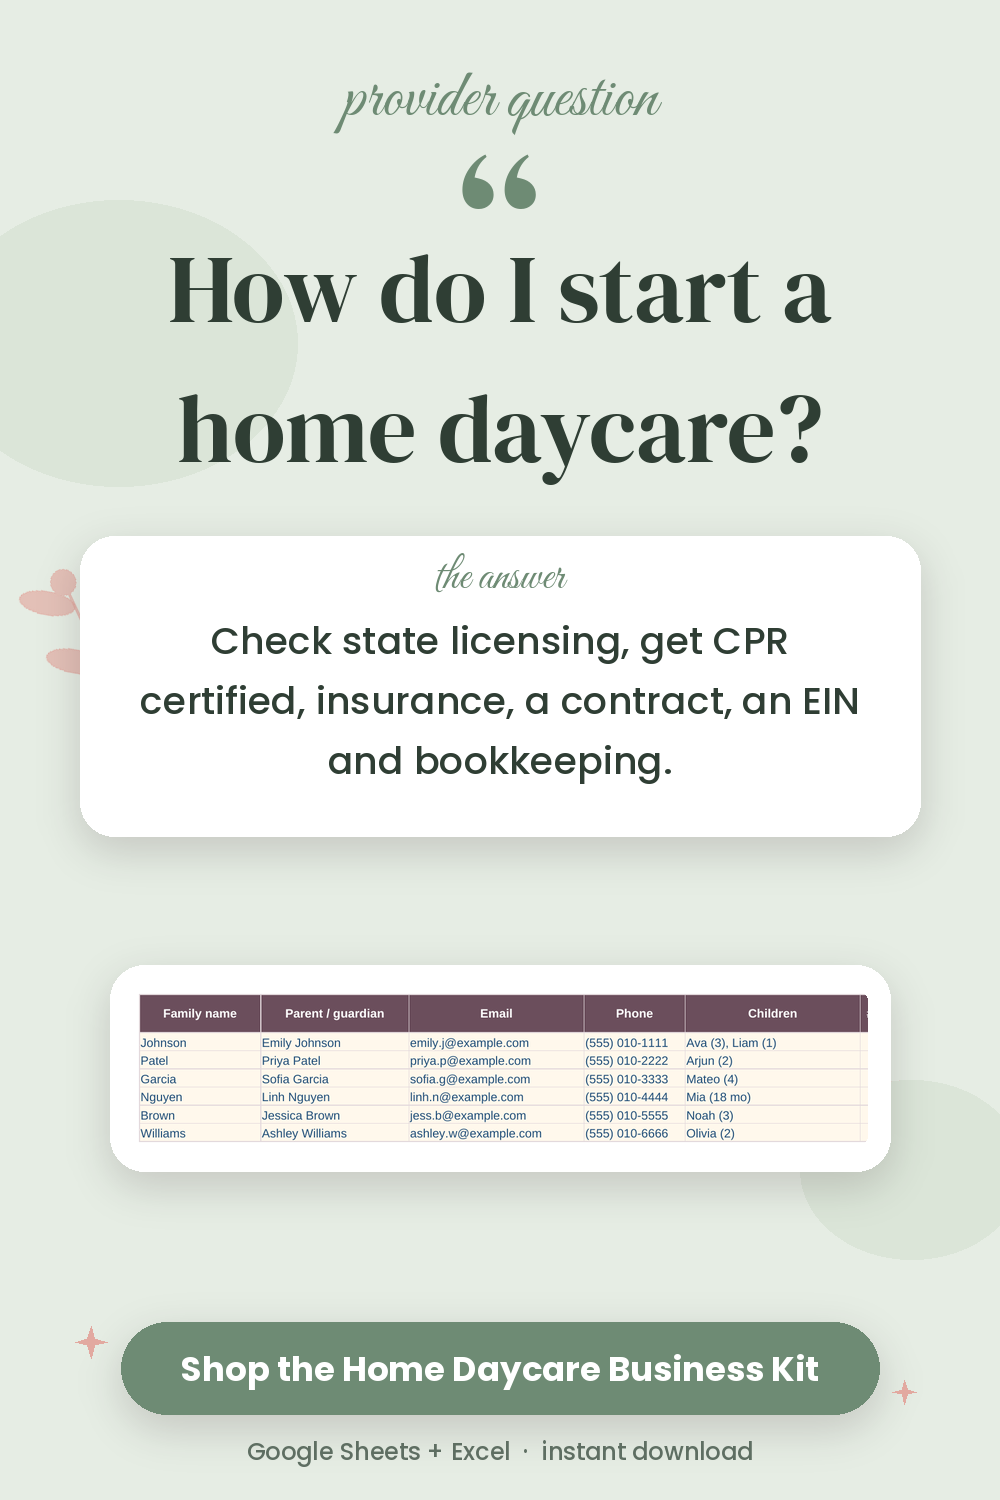 provider question
“
How do I start a
home daycare?
the answer
Check state licensing, get CPR
certified, insurance, a contract, an EIN
and bookkeeping.
Family name Parent / guardian Email Phone Children
Johnson Emily Johnson emily.j@example.com (555) 010-1111 Ava (3), Liam (1)
Patel Priya Patel priya.p@example.com (555) 010-2222 Arjun (2)
Garcia Sofia Garcia sofia.g@example.com (555) 010-3333 Mateo (4)
Nguyen Linh Nguyen linh.n@example.com (555) 010-4444 Mia (18 mo)
Brown Jessica Brown jess.b@example.com (555) 010-5555 Noah (3)
Williams Ashley Williams ashley.w@example.com (555) 010-6666 Olivia (2)
Shop the Home Daycare Business Kit
Google Sheets + Excel · instant download